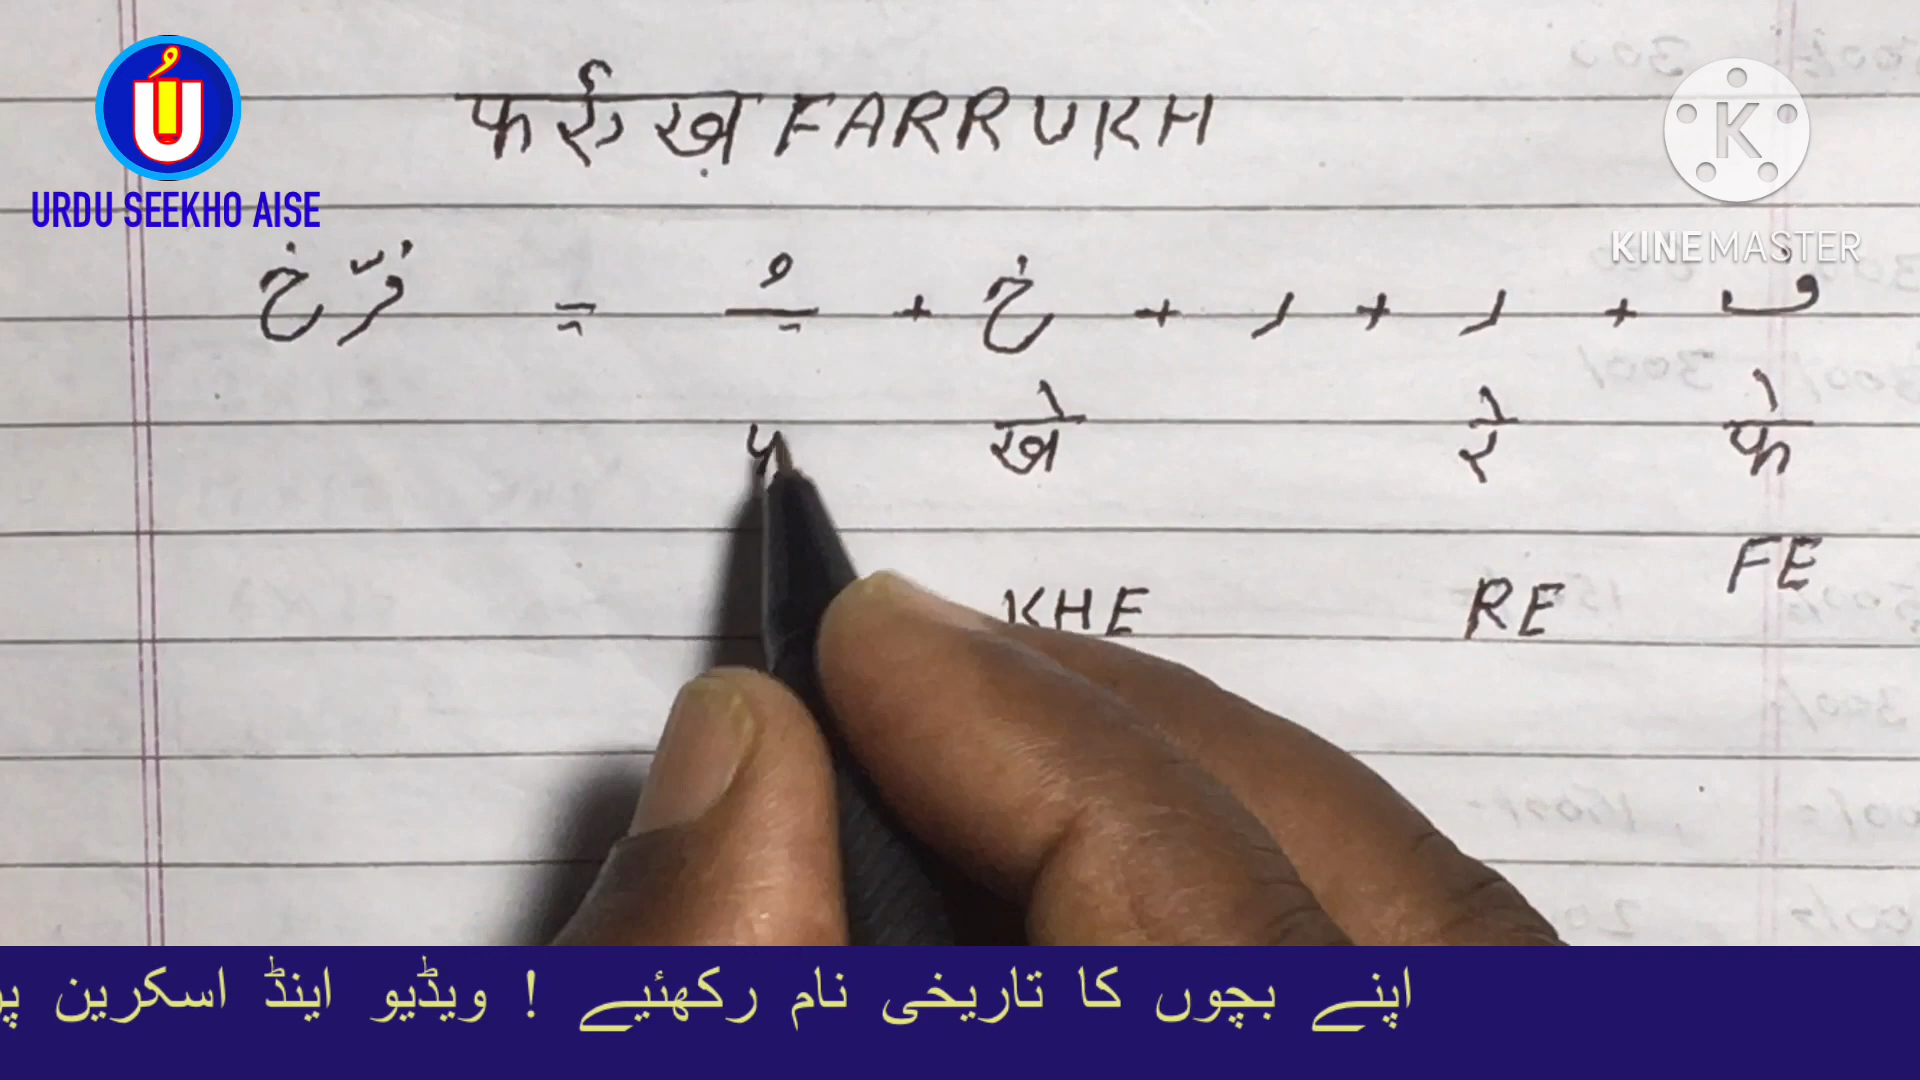 फर्रुख़ FARRUKH
URDU SEEKHO AISE
KINEMASTER
ف + ر + ر + خ + ُ = فرّخ
फे रे खे
FE RE KHE
اپنے بچوں کا تاریخی نام رکھئیے ! ویڈیو اینڈ اسکرین